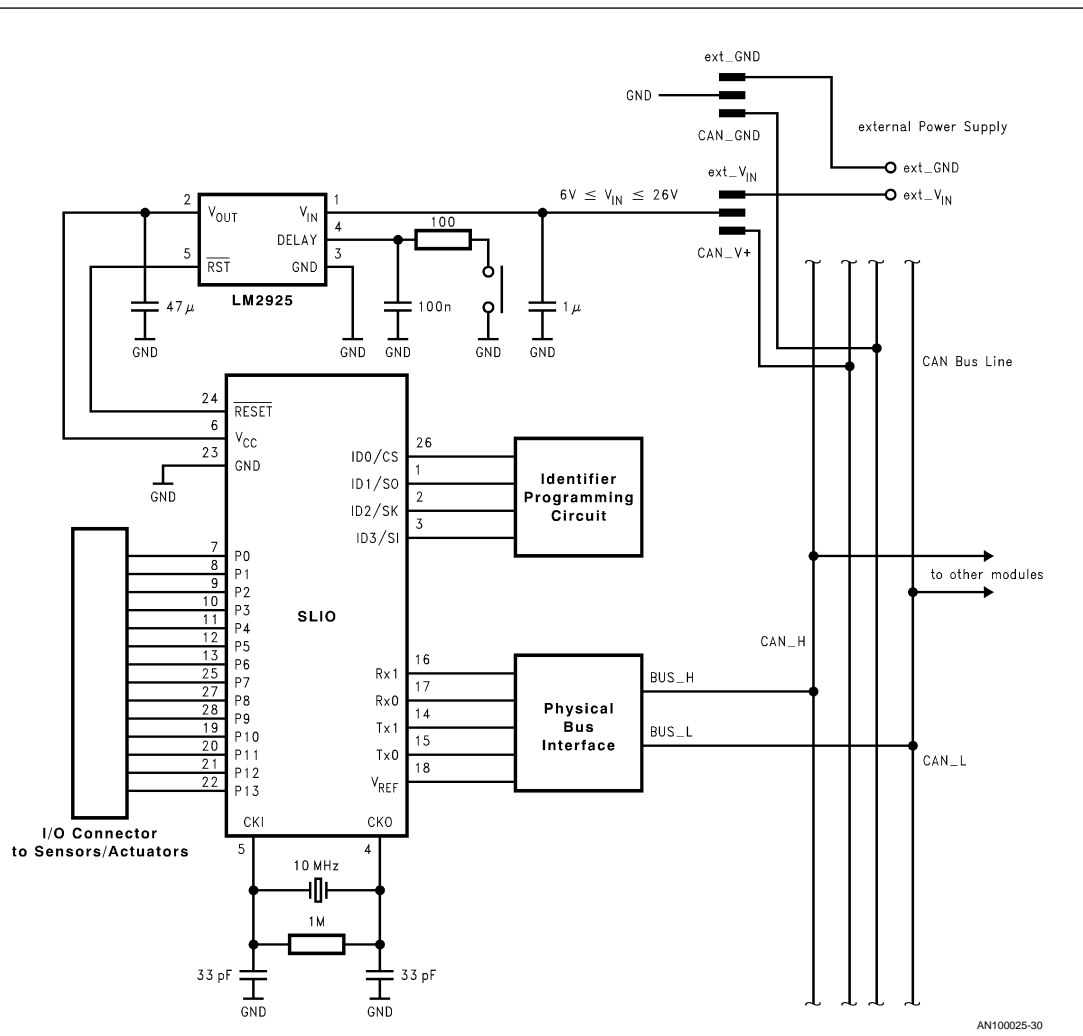 ext_GND
GND
CAN_GND
external Power Supply
ext_GND
ext_VIN
ext_VIN
6V ≤ VIN ≤ 26V
CAN_V+
2
VOUT
VIN
1
DELAY
4
100
5
RST
GND
3
LM2925
47μ
100n
1μ
GND
GND
GND
GND
GND
CAN Bus Line
24
RESET
6
VCC
23
GND
GND
ID0/CS
26
ID1/SO
1
ID2/SK
2
ID3/SI
3
Identifier
Programming
Circuit
7
P0
8
P1
9
P2
10
P3
11
P4
12
P5
13
P6
25
P7
27
P8
28
P9
19
P10
20
P11
21
P12
22
P13
SLIO
to other modules
CAN_H
Rx1
16
Rx0
17
Tx1
14
Tx0
15
VREF
18
Physical
Bus
Interface
BUS_H
BUS_L
CAN_L
I/O Connector
to Sensors/Actuators
CKI
CKO
5
4
10 MHz
1M
33 pF
33 pF
GND
GND
AN100025-30